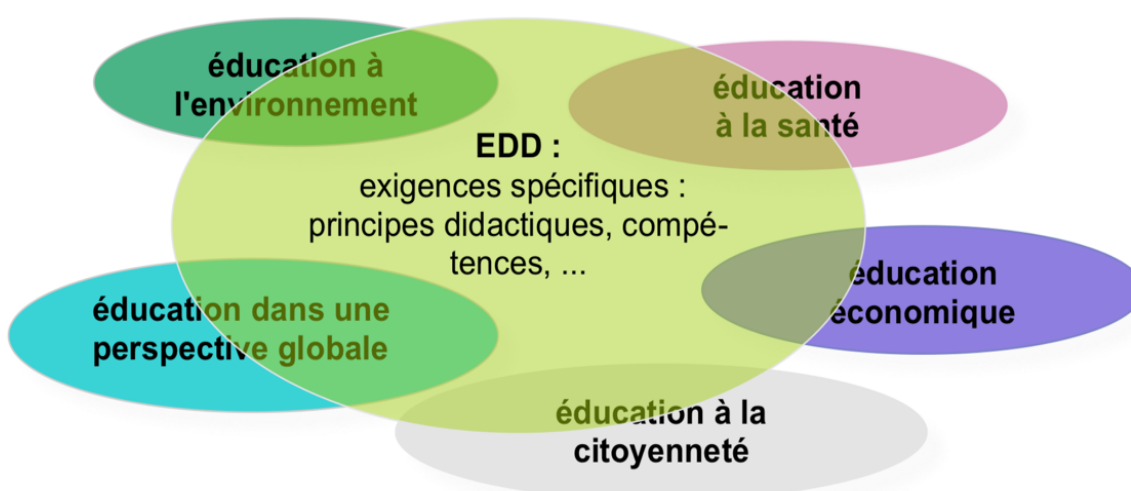 éducation à
l'environnement
éducation
à la santé
EDD :
exigences spécifiques :
principes didactiques, compé-
tences, ...
éducation
économique
éducation dans une
perspective globale
éducation à la
citoyenneté